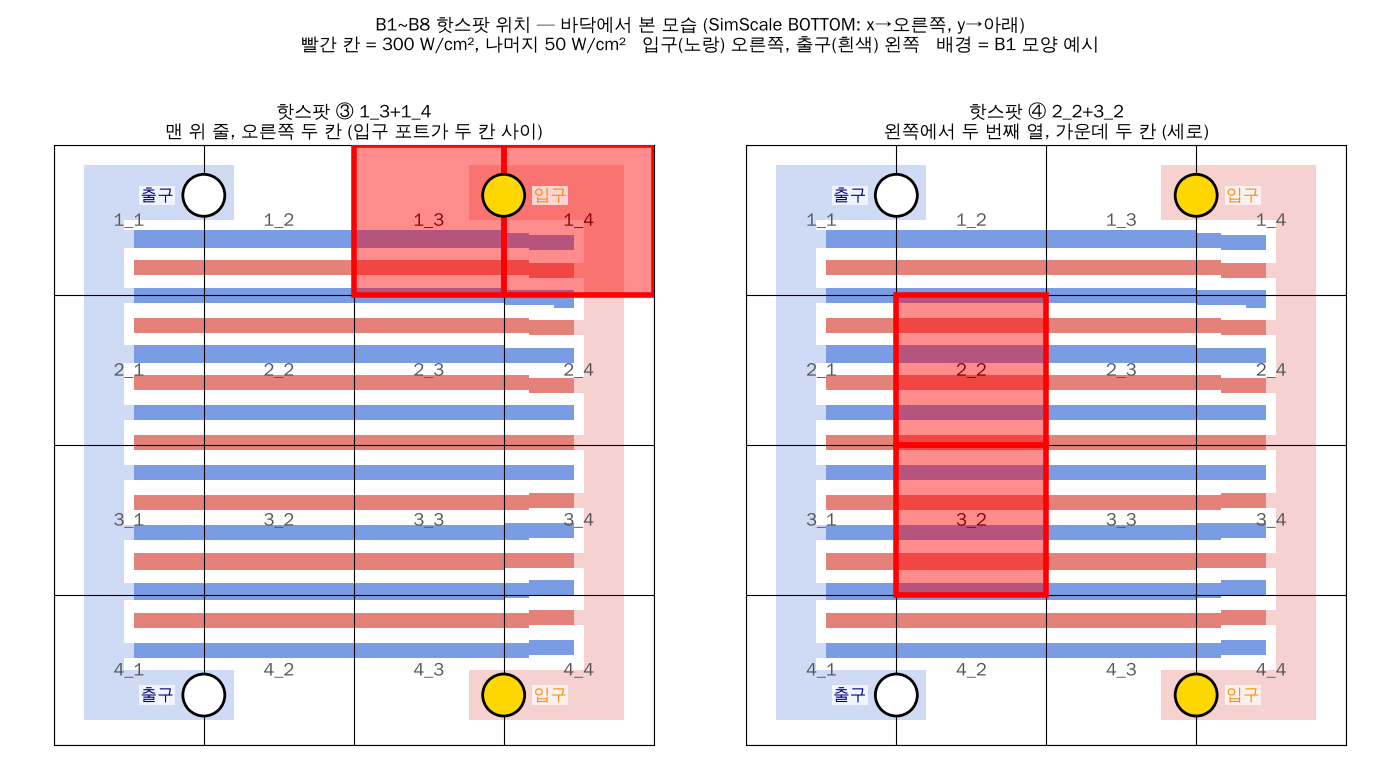 B1~B8 핫스팟 위치 — 바닥에서 본 모습 (SimScale BOTTOM: x→오른쪽, y→아래)
빨간 칸 = 300 W/cm², 나머지 50 W/cm²   입구(노랑) 오른쪽, 출구(흰색) 왼쪽   배경 = B1 모양 예시
핫스팟 ③ 1_3+1_4
맨 위 줄, 오른쪽 두 칸 (입구 포트가 두 칸 사이)
출구 입구
1_1 1_2 1_3 1_4
2_1 2_2 2_3 2_4
3_1 3_2 3_3 3_4
4_1 4_2 4_3 4_4
출구 입구
핫스팟 ④ 2_2+3_2
왼쪽에서 두 번째 열, 가운데 두 칸 (세로)
출구 입구
1_1 1_2 1_3 1_4
2_1 2_2 2_3 2_4
3_1 3_2 3_3 3_4
4_1 4_2 4_3 4_4
출구 입구